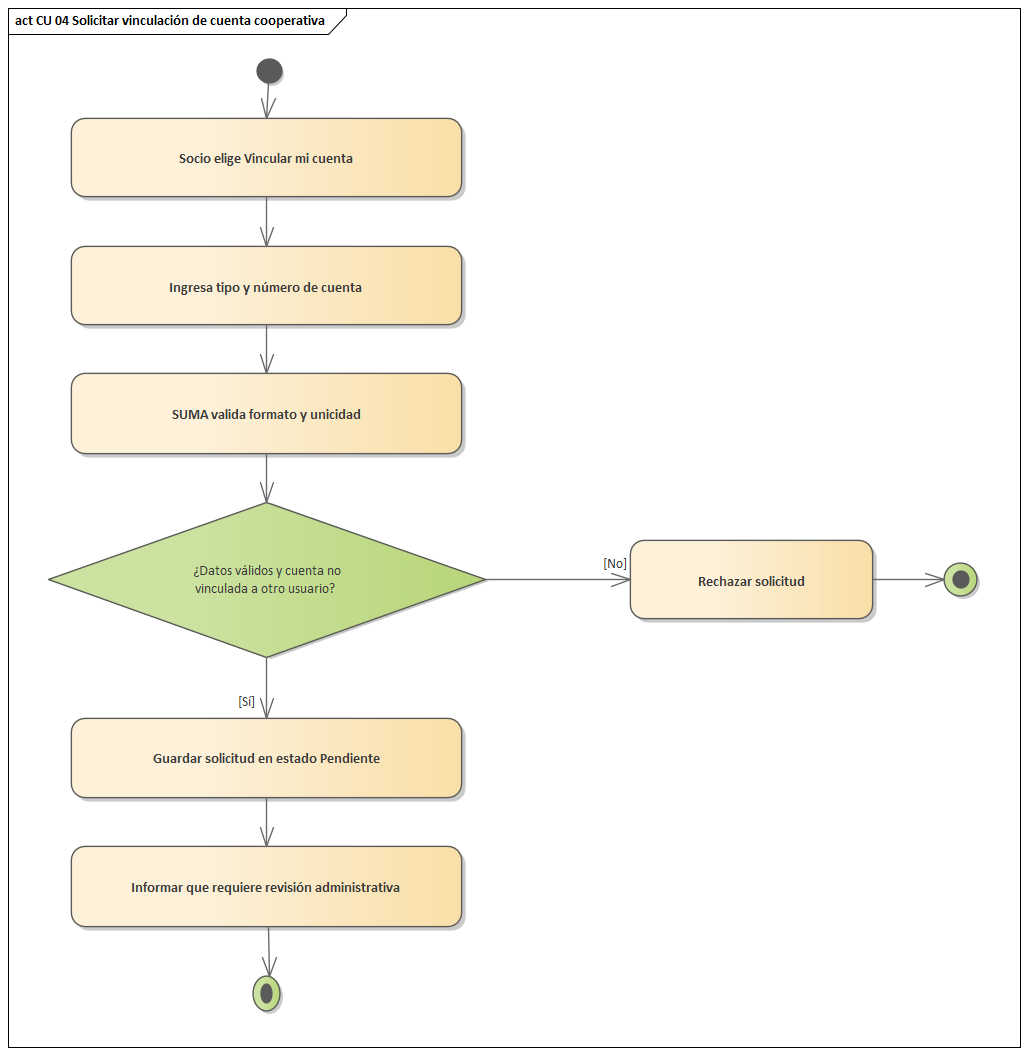 act CU 04 Solicitar vinculación de cuenta cooperativa
Socio elige Vincular mi cuenta
Ingresa tipo y número de cuenta
SUMA valida formato y unicidad
¿Datos válidos y cuenta no
vinculada a otro usuario?
[No]
Rechazar solicitud
[Sí]
Guardar solicitud en estado Pendiente
Informar que requiere revisión administrativa